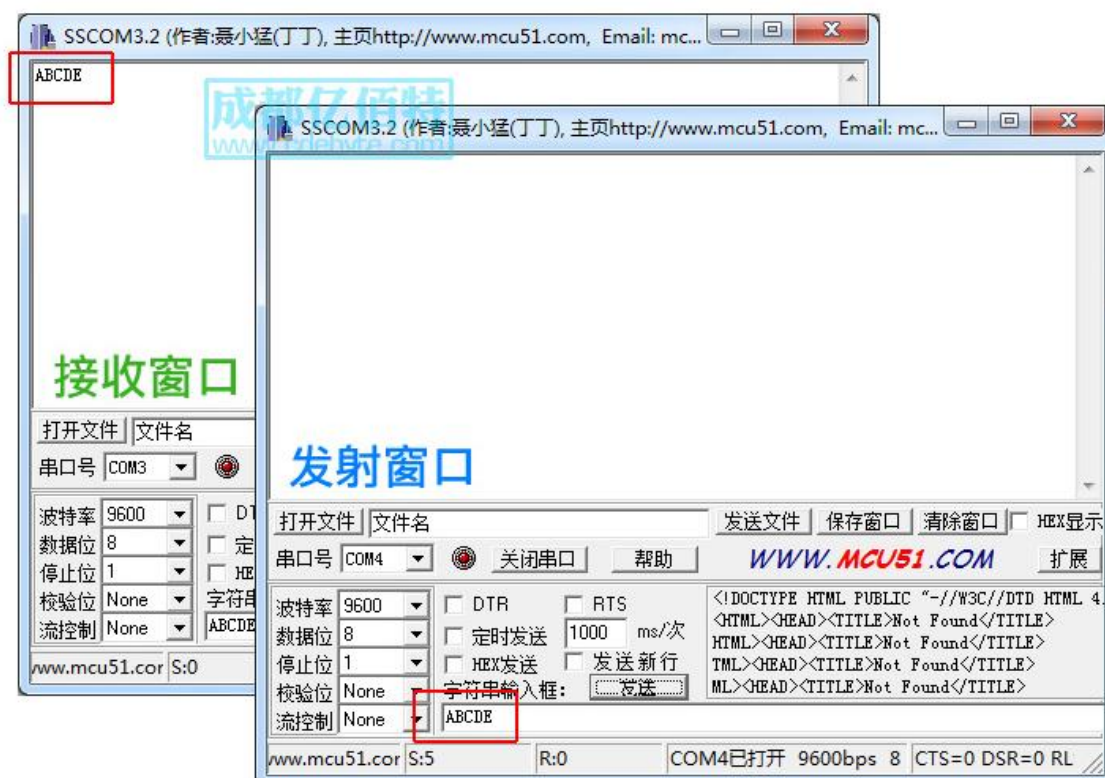 SSCOM3.2 (作者:聂小猛(丁丁), 主页http://www.mcu51.com, Email: mc...
ABCDE
成都亿佰特
www.cdebyte.com
接收窗口
打开文件 文件名
串口号 COM3
波特率 9600
数据位 8 定
停止位 1 HE
校验位 None 字符串
流控制 None ABCDE
www.mcu51.cor S:0
SSCOM3.2 (作者:聂小猛(丁丁), 主页http://www.mcu51.com, Email: mc...
发射窗口
打开文件 文件名 发送文件 保存窗口 清除窗口 HEX显示
串口号 COM4 关闭串口 帮助 WWW.MCU51.COM 扩展
波特率 9600 DTR RTS
数据位 8 定时发送 1000 ms/次
停止位 1 HEX发送 发送新行
校验位 None 字符串输入框: 发送
流控制 None ABCDE
<!DOCTYPE HTML PUBLIC "-//W3C//DTD HTML 4.
<HTML><HEAD><TITLE>Not Found</TITLE>
HTML><HEAD><TITLE>Not Found</TITLE>
TML><HEAD><TITLE>Not Found</TITLE>
ML><HEAD><TITLE>Not Found</TITLE>
www.mcu51.cor S:5 R:0 COM4已打开 9600bps 8 CTS=0 DSR=0 RL